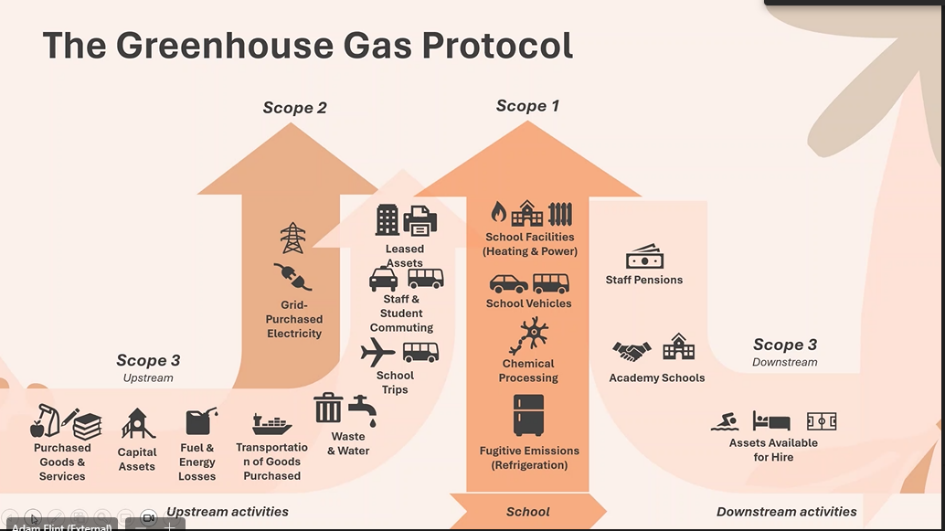 The Greenhouse Gas Protocol
Scope 2
Scope 1
Leased
Assets
School Facilities
(Heating & Power)
Staff Pensions
Grid-
Purchased
Electricity
Staff &
Student
Commuting
School Vehicles
Scope 3
Upstream
School
Trips
Chemical
Processing
Academy Schools
Scope 3
Downstream
Purchased
Goods &
Services
Capital
Assets
Fuel &
Energy
Losses
Transportatio
n of Goods
Purchased
Waste
& Water
Fugitive Emissions
(Refrigeration)
Assets Available
for Hire
Upstream activities
School
Downstream activities
Adam Flint (External)